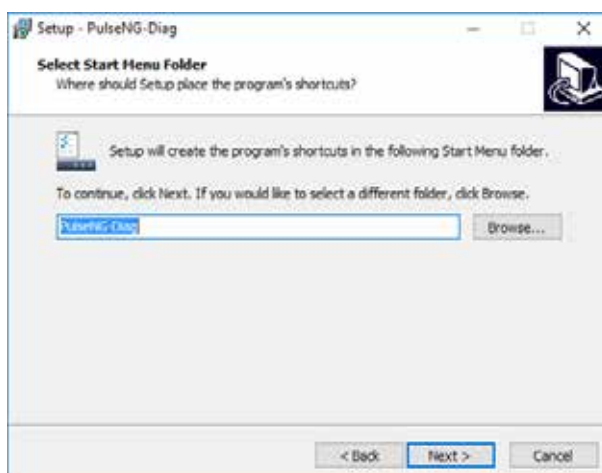 Setup - PulseNG-Diag
Select Start Menu Folder
Where should Setup place the program's shortcuts?
Setup will create the program's shortcuts in the following Start Menu folder.
To continue, click Next. If you would like to select a different folder, click Browse.
PulseNG-Diag
Browse...
< Back
Next >
Cancel